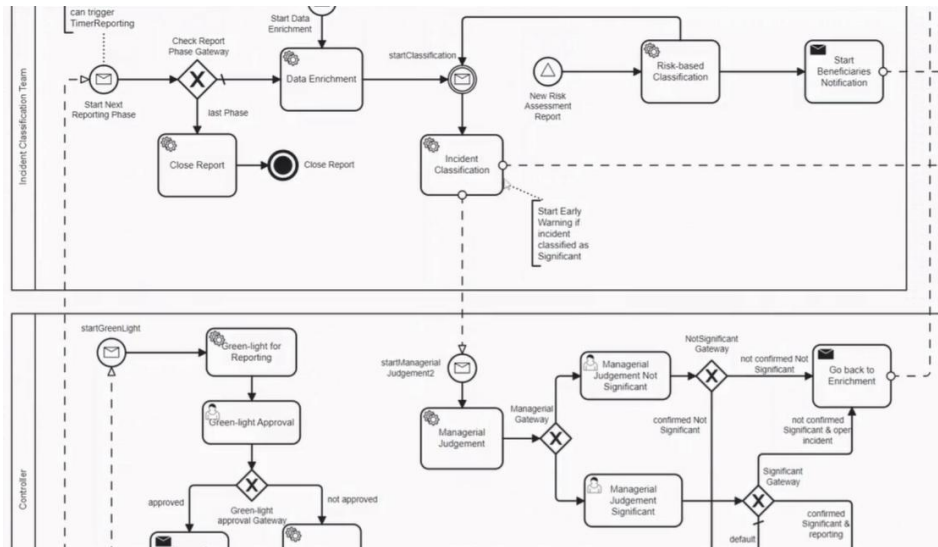 can trigger
TimerReporting
Start Data
Enrichment
Check Report
Phase Gateway
startClassification
Data Enrichment
Risk-based
Classification
Start
Beneficiaries
Notification
Start Next
Reporting Phase
New Risk
Assessment
Report
last Phase
Close Report
Close Report
Incident
Classification
Incident Classification Team
Start Early
Warning if
incident
classified as
Significant
startGreenLight
Green-light for
Reporting
startManagerial
Judgement2
NotSignificant
Gateway
Managerial
Judgement Not
Significant
not confirmed Not
Significant
Go back to
Enrichment
Green-light Approval
Managerial
Gateway
Managerial
Judgement
confirmed Not
Significant
not confirmed
Significant & open
incident
Significant
Gateway
Controller
approved
not approved
Green-light
approval Gateway
Managerial
Judgement
Significant
confirmed
Significant &
reporting
default